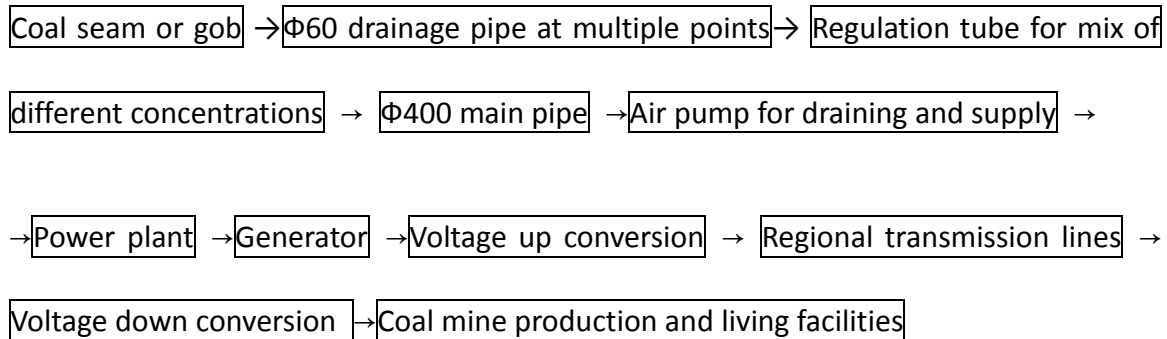 Coal seam or gob →Φ60 drainage pipe at multiple points→ Regulation tube for mix of
different concentrations → Φ400 main pipe →Air pump for draining and supply →
→Power plant →Generator →Voltage up conversion → Regional transmission lines →
Voltage down conversion →Coal mine production and living facilities